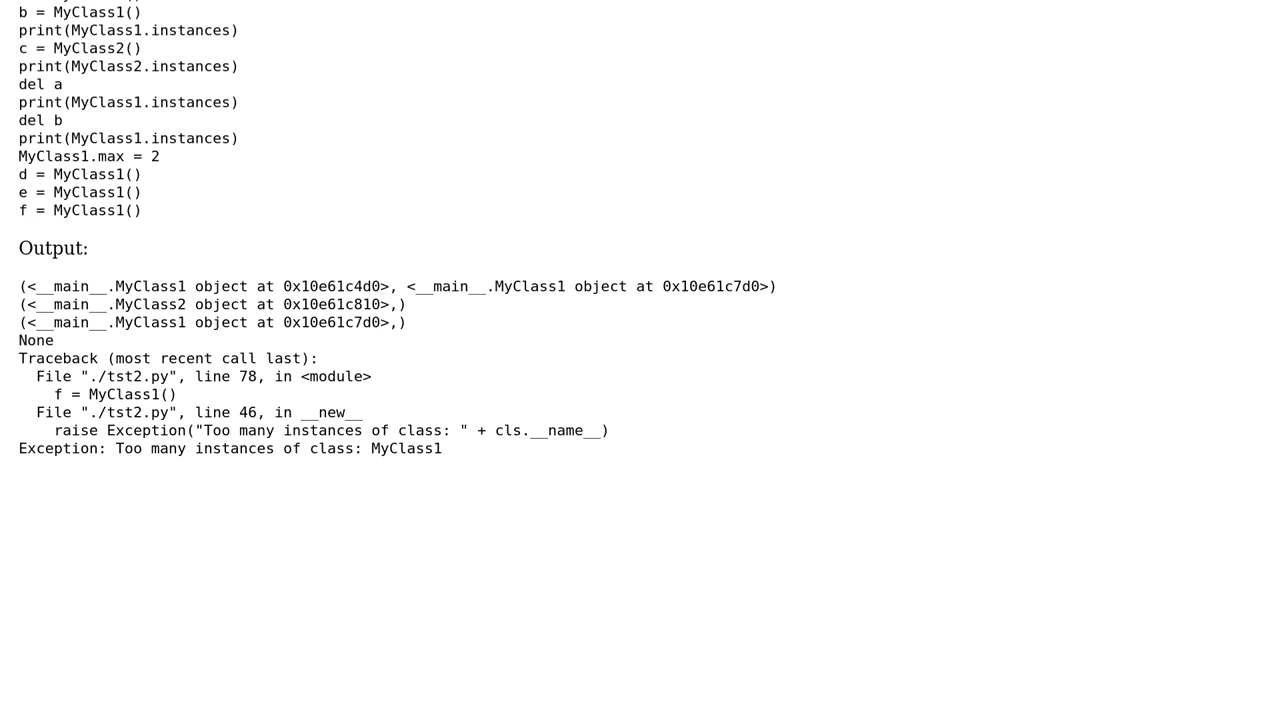 b = MyClass1()
print(MyClass1.instances)
c = MyClass2()
print(MyClass2.instances)
del a
print(MyClass1.instances)
del b
print(MyClass1.instances)
MyClass1.max = 2
d = MyClass1()
e = MyClass1()
f = MyClass1()
Output:
(<__main__.MyClass1 object at 0x10e61c4d0>, <__main__.MyClass1 object at 0x10e61c7d0>)
(<__main__.MyClass2 object at 0x10e61c810>,)
(<__main__.MyClass1 object at 0x10e61c7d0>,)
None
Traceback (most recent call last):
  File "./tst2.py", line 78, in <module>
    f = MyClass1()
  File "./tst2.py", line 46, in __new__
    raise Exception("Too many instances of class: " + cls.__name__)
Exception: Too many instances of class: MyClass1